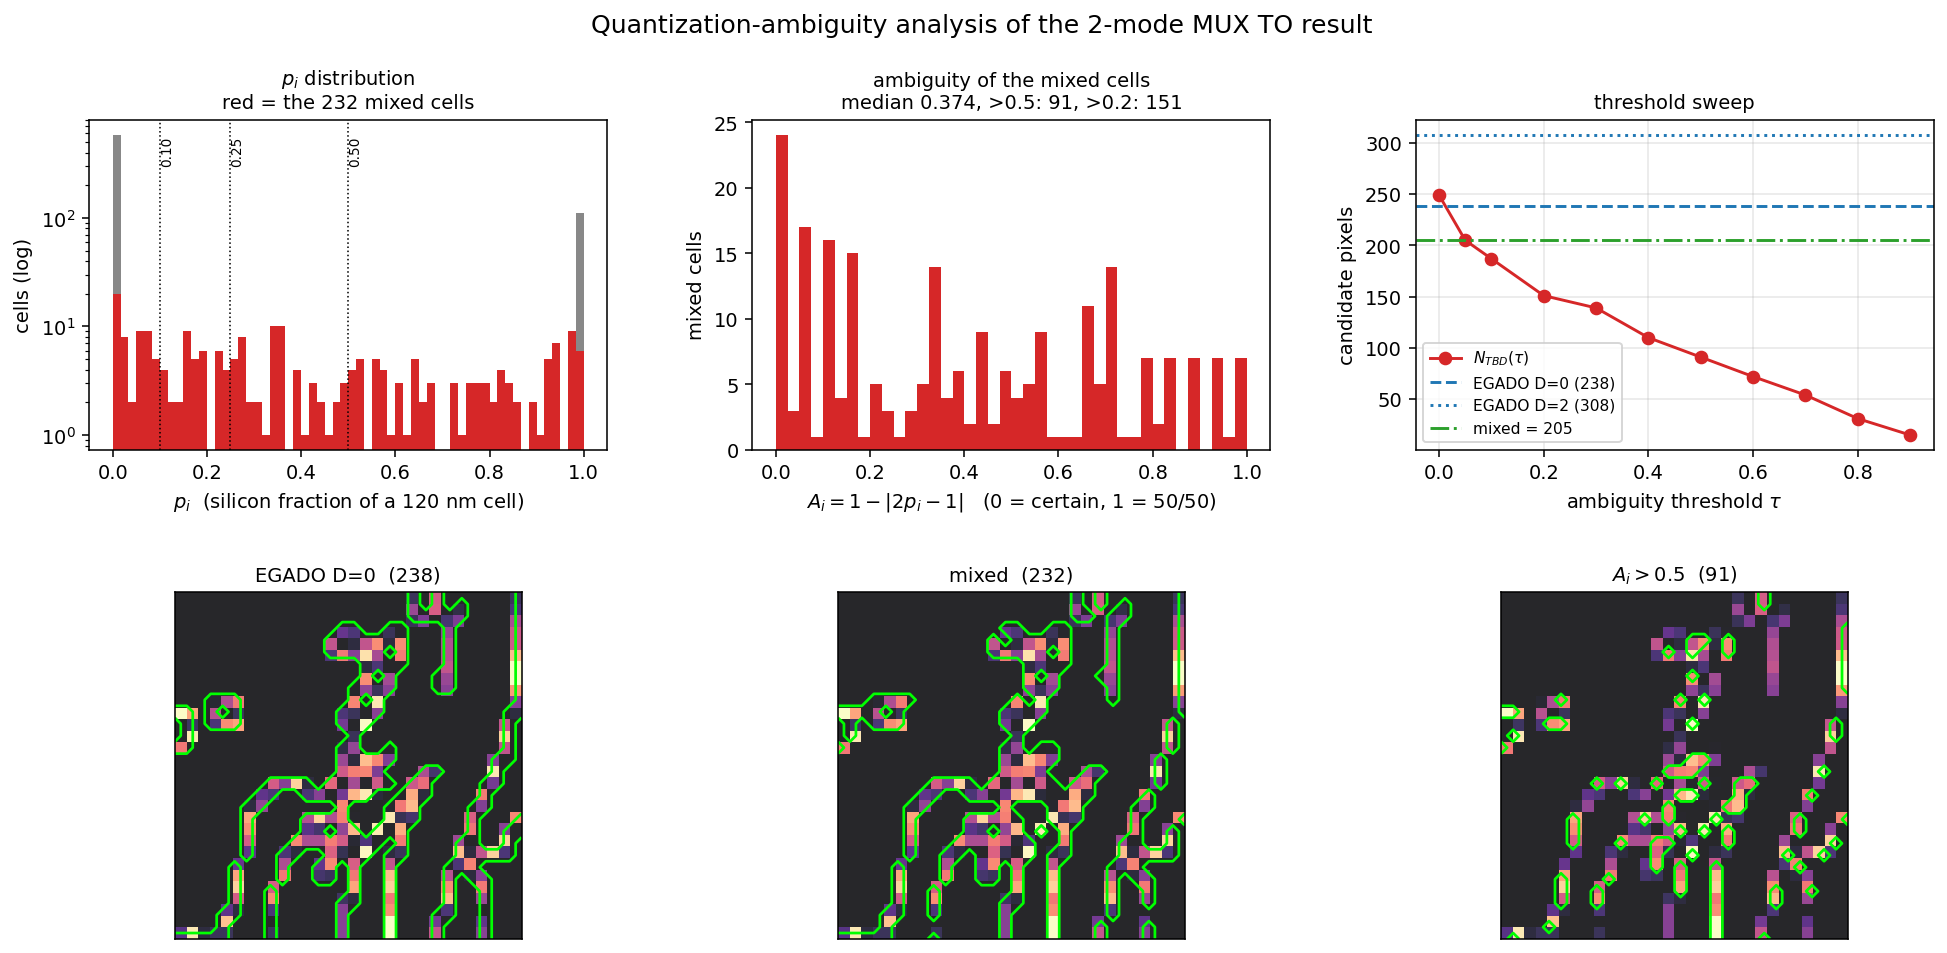 Quantization-ambiguity analysis of the 2-mode MUX TO result
p_i distribution
red = the 232 mixed cells
cells (log)
10^2
10^1
10^0
0.10
0.25
0.50
0.0 0.2 0.4 0.6 0.8 1.0
p_i (silicon fraction of a 120 nm cell)
ambiguity of the mixed cells
median 0.374, >0.5: 91, >0.2: 151
mixed cells
25
20
15
10
5
0
0.0 0.2 0.4 0.6 0.8 1.0
A_i = 1 − |2p_i − 1| (0 = certain, 1 = 50/50)
threshold sweep
candidate pixels
300
250
200
150
100
50
N_TBD(τ)
EGADO D=0 (238)
EGADO D=2 (308)
mixed = 205
0.0 0.2 0.4 0.6 0.8
ambiguity threshold τ
EGADO D=0 (238)
mixed (232)
A_i > 0.5 (91)